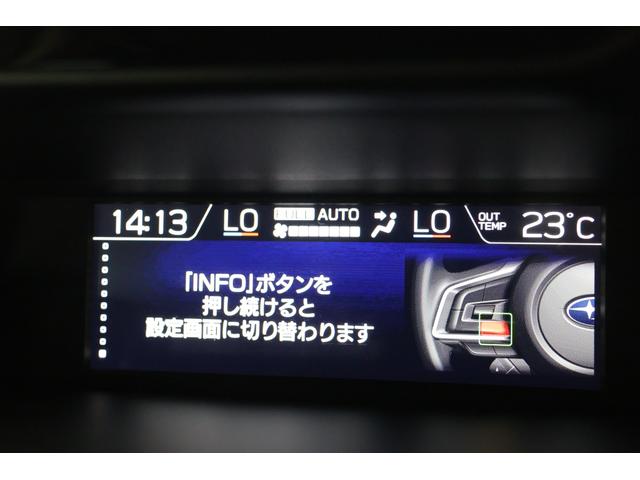 14:13 LO FULL AUTO LO OUT TEMP 23°C
「INFO」ボタンを
押し続けると
設定画面に切り替わります